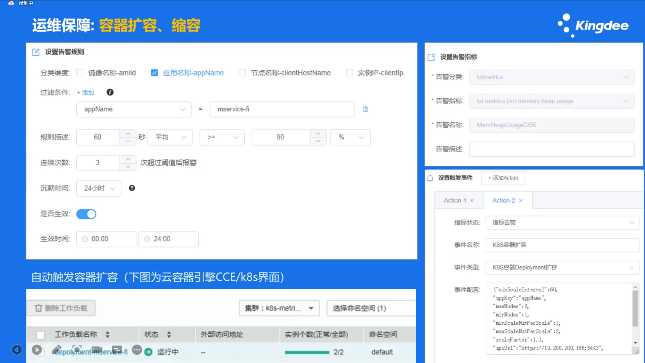 运维保障: 容器扩容、缩容
Kingdee
设置告警规则
分类维度: 镜像名称-amiId 应用名称-appName 节点名称-clientHostName 实例IP-clientIp
过滤条件: +添加
appName = mservice-fi
规则描述: 60 秒 平均 >= 90 %
连续次数: 3 次超过阈值后报警
沉默时间: 24小时
是否生效:
生效时间: 00:00 24:00
自动触发容器扩容（下图为云容器引擎CCE/k8s界面）
删除工作负载 集群：k8s-metri... 选择命名空间 (1)
工作负载名称 状态 外部访问地址 实例个数(正常/全部) 命名空间
deployment-mservice-fi 运行中 -- 2/2 default
设置告警指标
* 告警分类: kdmetrics
* 告警指标: kd.metrics.jvm.memory.heap.usage
* 告警名称:
告警描述:
设置触发事件 +添加Action
Action 1 × Action 2 ×
指标状态: 指标告警
事件名称: K8S容器扩容
事件类型: K8S容器Deployment扩容
事件配置: {"minScaleInterval":60,
"appKey":"appName",
"maxNodes":8,
"minNodes":1,
"minScaleNumPerScale":1,
"maxScaleNumPerScale":2,
"scaleFactor":1.1,